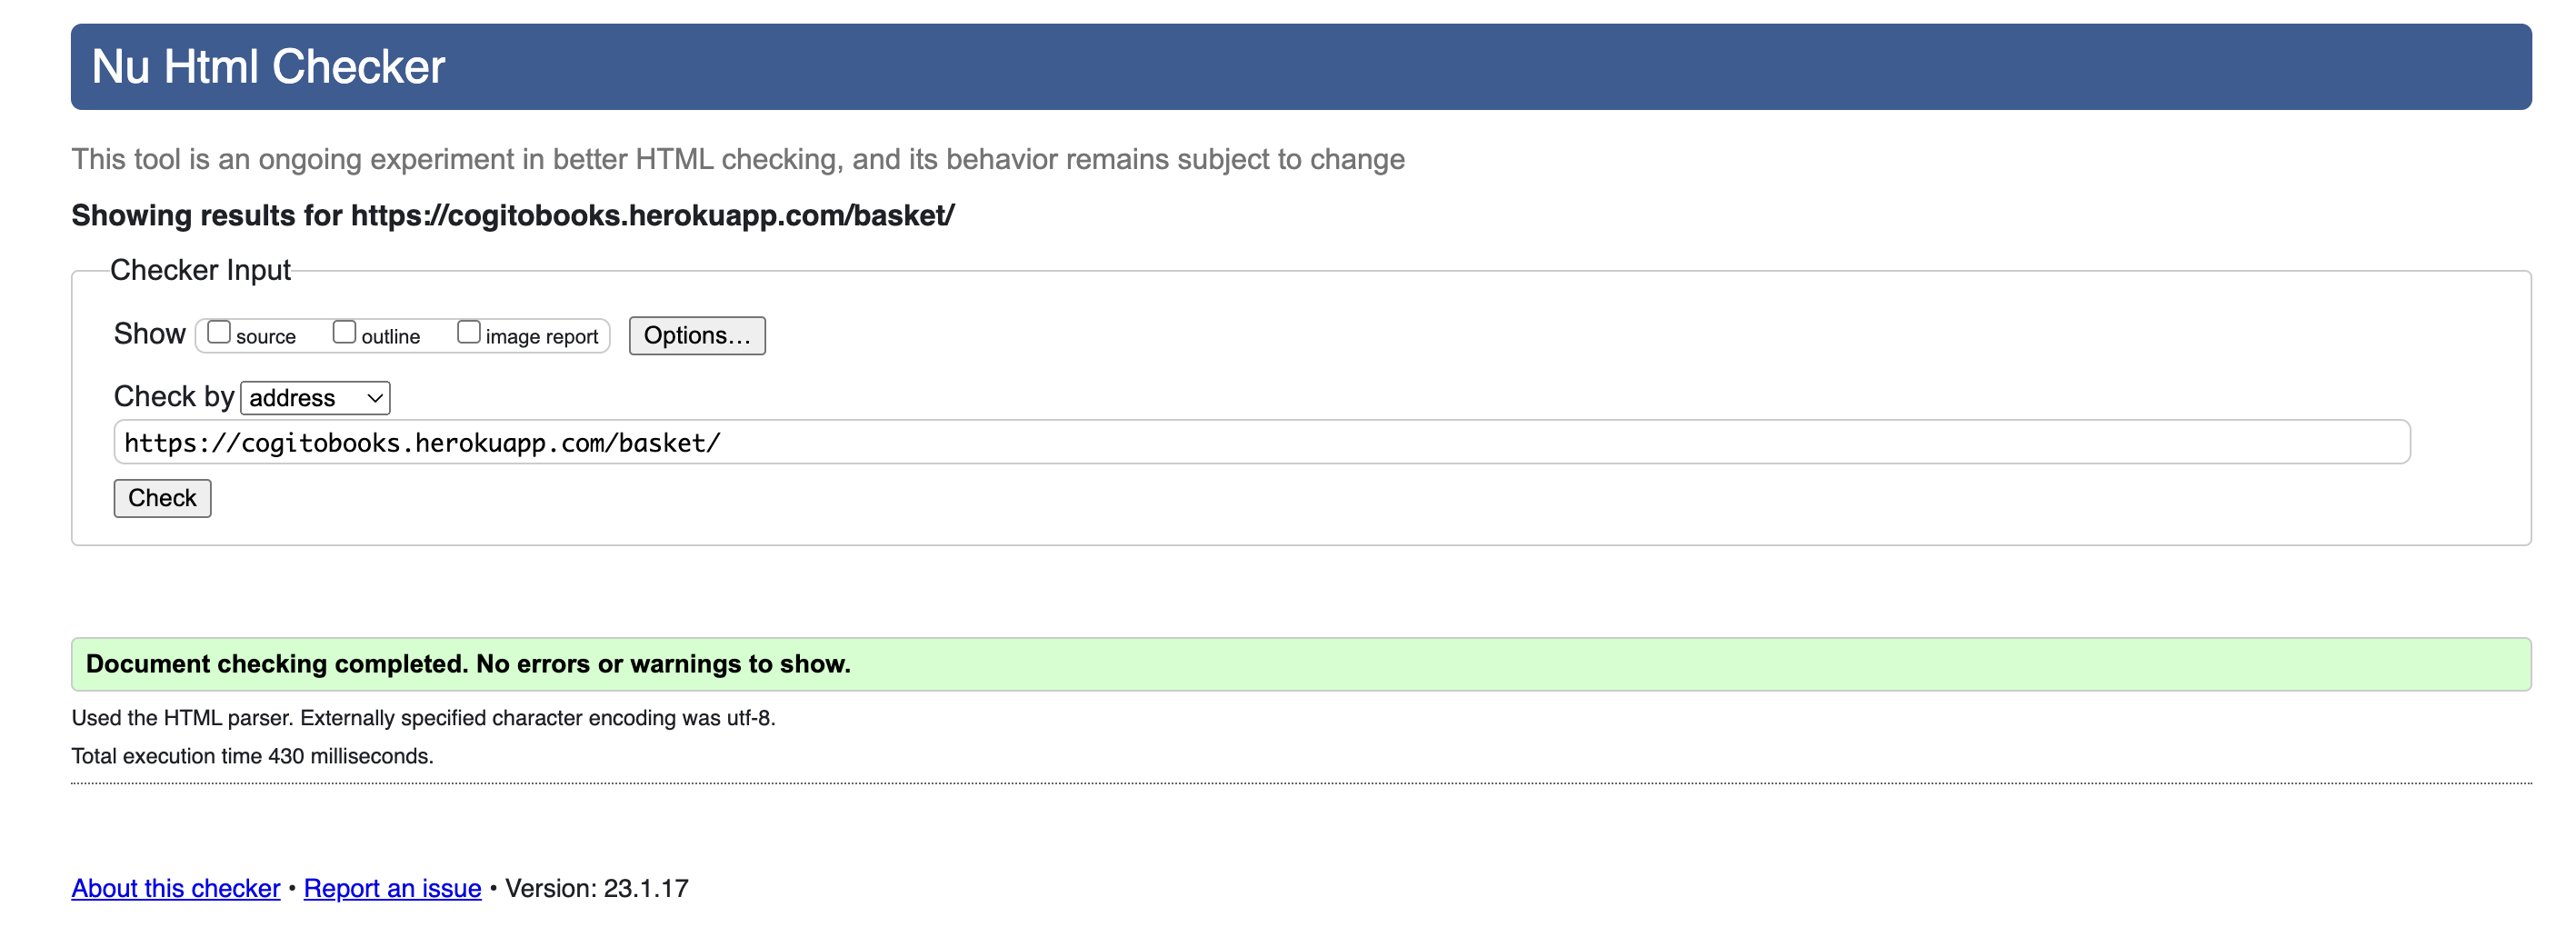 Nu Html Checker
This tool is an ongoing experiment in better HTML checking, and its behavior remains subject to change
Showing results for https://cogitobooks.herokuapp.com/basket/
Checker Input
Show source outline image report Options...
Check by address
https://cogitobooks.herokuapp.com/basket/
Check
Document checking completed. No errors or warnings to show.
Used the HTML parser. Externally specified character encoding was utf-8.
Total execution time 430 milliseconds.
About this checker • Report an issue • Version: 23.1.17